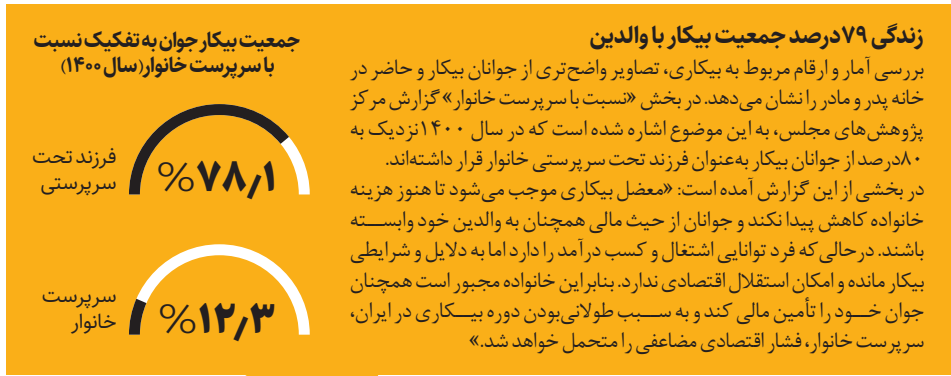 زندگی ۷۹ درصد جمعیت بیکار با والدین
بررسی آمار و ارقام مربوط به بیکاری، تصاویر واضح‌تری از جوانان بیکار و حاضر در
خانه پدر و مادر را نشان می‌دهد. در بخش «نسبت با سرپرست خانوار» گزارش مرکز
پژوهش‌های مجلس، به این موضوع اشاره شده است که در سال ۱۴۰۰ نزدیک به
۸۰ درصد از جوانان بیکار به‌عنوان فرزند تحت سرپرستی خانوار قرار داشته‌اند.
در بخشی از این گزارش آمده است: «معضل بیکاری موجب می‌شود تا هنوز هزینه
خانواده کاهش پیدا نکند و جوانان از حیث مالی همچنان به والدین خود وابسته
باشند. در حالی که فرد توانایی اشتغال و کسب درآمد را دارد اما به دلایل و شرایطی
بیکار مانده و امکان استقلال اقتصادی ندارد. بنابراین خانواده مجبور است همچنان
جوان خود را تأمین مالی کند و به سبب طولانی‌بودن دوره بیکاری در ایران،
سرپرست خانوار، فشار اقتصادی مضاعفی را متحمل خواهد شد.»
جمعیت بیکار جوان به تفکیک نسبت
با سرپرست خانوار (سال ۱۴۰۰)
فرزند تحت
سرپرستی
%۷۸٫۱
سرپرست
خانوار
%۱۲٫۳